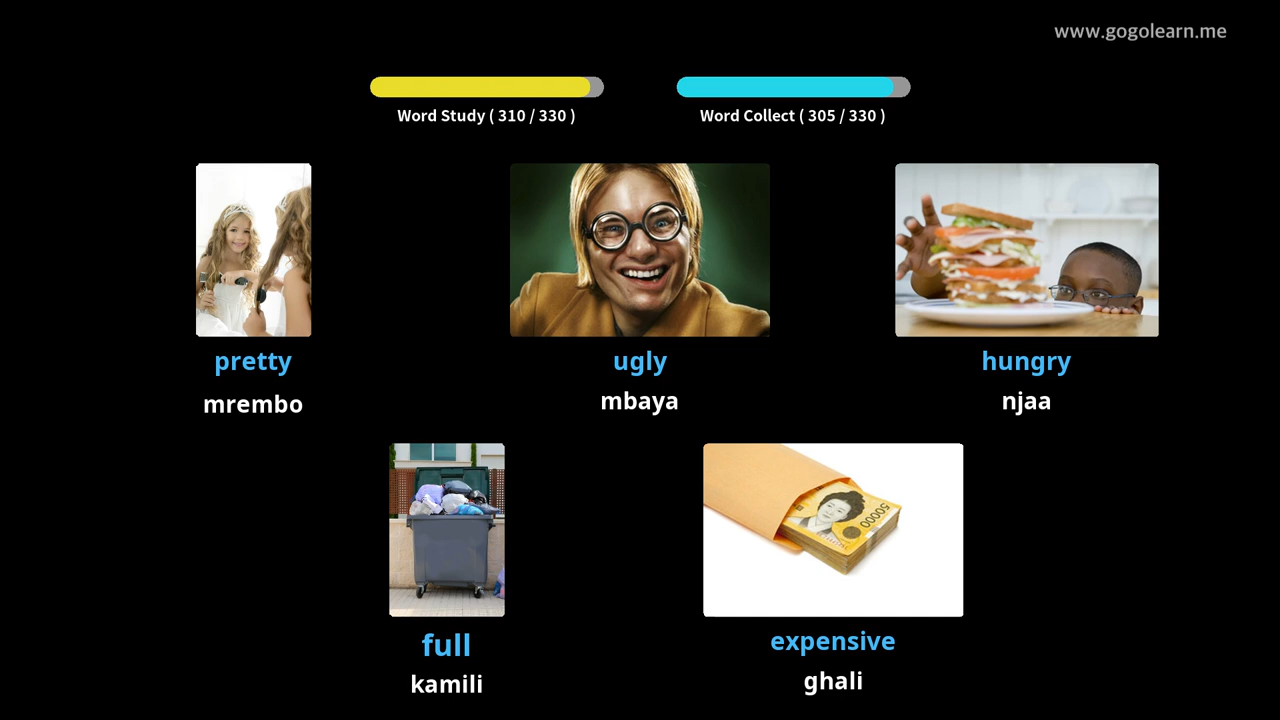 www.gogolearn.me
Word Study ( 310 / 330 )
Word Collect ( 305 / 330 )
pretty
mrembo
ugly
mbaya
hungry
njaa
full
kamili
50000
expensive
ghali